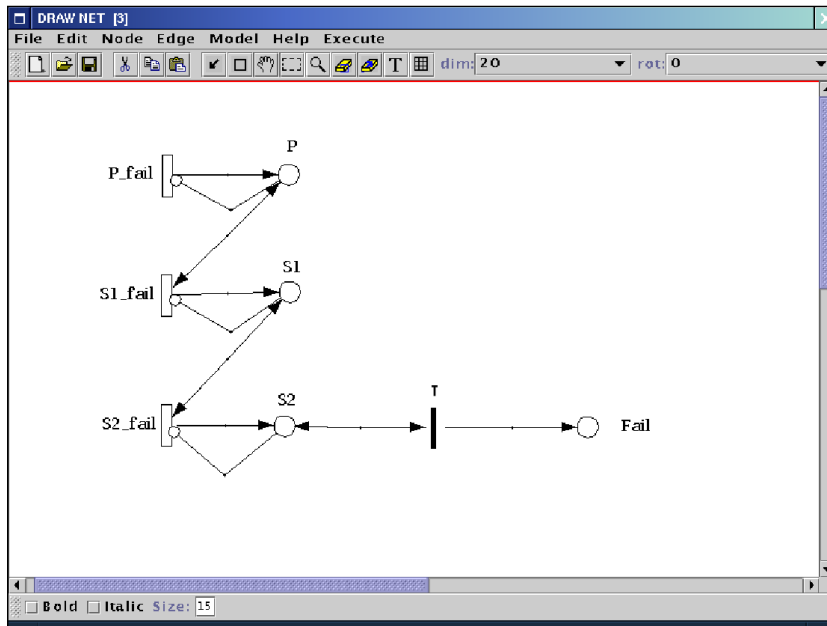 DRAW NET [3]
File Edit Node Edge Model Help Execute
T dim: 20 rot: 0
P
P_fail
S1
S1_fail
T
S2
S2_fail
Fail
Bold Italic Size: 15